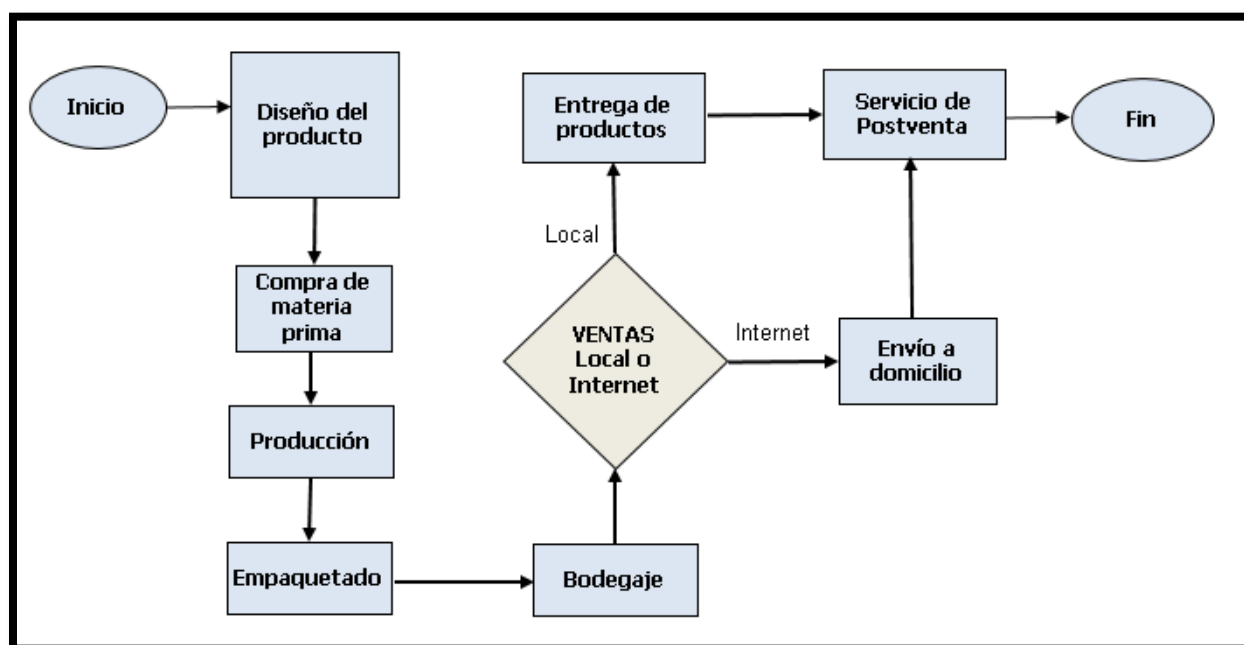 Inicio
Diseño del
producto
Compra de
materia
prima
Producción
Empaquetado
Bodegaje
VENTAS
Local o
Internet
Local
Internet
Entrega de
productos
Envío a
domicilio
Servicio de
Postventa
Fin